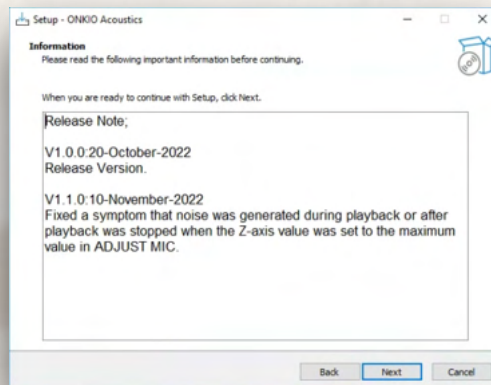 Setup - ONKIO Acoustics
Information
Please read the following important information before continuing.
When you are ready to continue with Setup, click Next.
Release Note;
V1.0.0:20-October-2022
Release Version.
V1.1.0:10-November-2022
Fixed a symptom that noise was generated during playback or after
playback was stopped when the Z-axis value was set to the maximum
value in ADJUST MIC.
Back Next Cancel